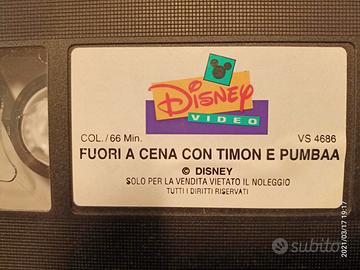 Disney
VIDEO
COL./66 Min. VS 4686
FUORI A CENA CON TIMON E PUMBAA
© DISNEY
SOLO PER LA VENDITA VIETATO IL NOLEGGIO
TUTTI I DIRITTI RISERVATI
2021/03/17 19:17
subito